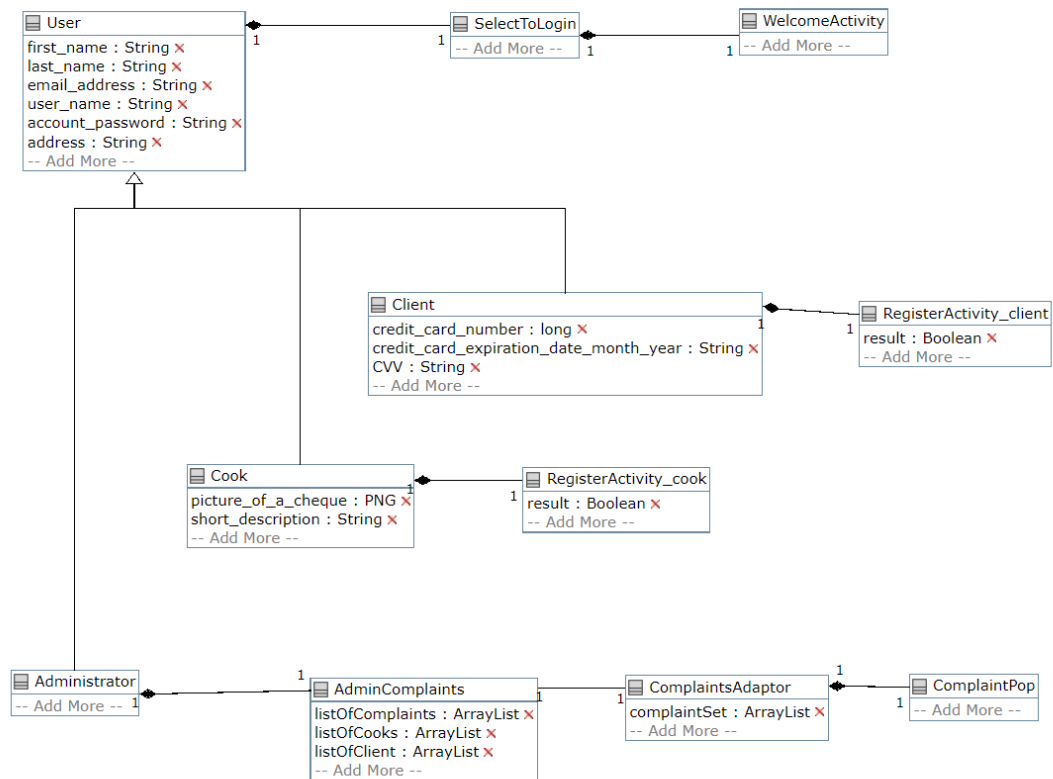 User
first_name : String
last_name : String
email_address : String
user_name : String
account_password : String
address : String
-- Add More --
1
1
SelectToLogin
-- Add More --
1
1
WelcomeActivity
-- Add More --
Client
credit_card_number : long
credit_card_expiration_date_month_year : String
CVV : String
-- Add More --
1
1
RegisterActivity_client
result : Boolean
-- Add More --
Cook
picture_of_a_cheque : PNG
short_description : String
-- Add More --
1
1
RegisterActivity_cook
result : Boolean
-- Add More --
Administrator
-- Add More --
1
1
AdminComplaints
listOfComplaints : ArrayList
listOfCooks : ArrayList
listOfClient : ArrayList
-- Add More --
1
1
ComplaintsAdaptor
complaintSet : ArrayList
-- Add More --
1
1
ComplaintPop
-- Add More --